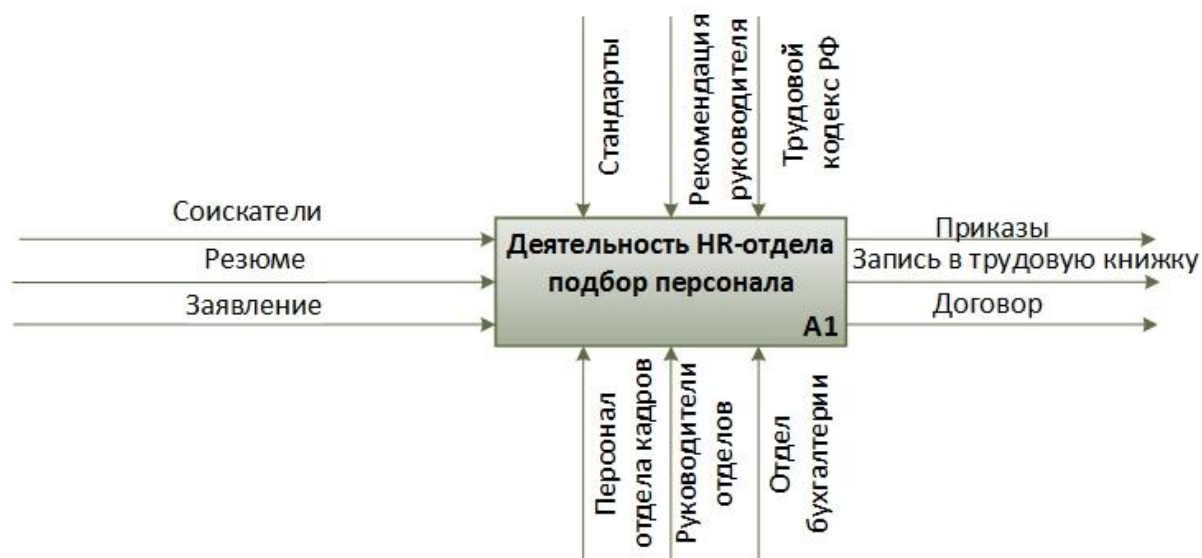 Стандарты
Рекомендация
руководителя
Трудовой
кодекс РФ
Соискатели
Резюме
Заявление
Деятельность HR-отдела
подбор персонала
A1
Приказы
Запись в трудовую книжку
Договор
Персонал
отдела кадров
Руководители
отделов
Отдел
бухгалтерии